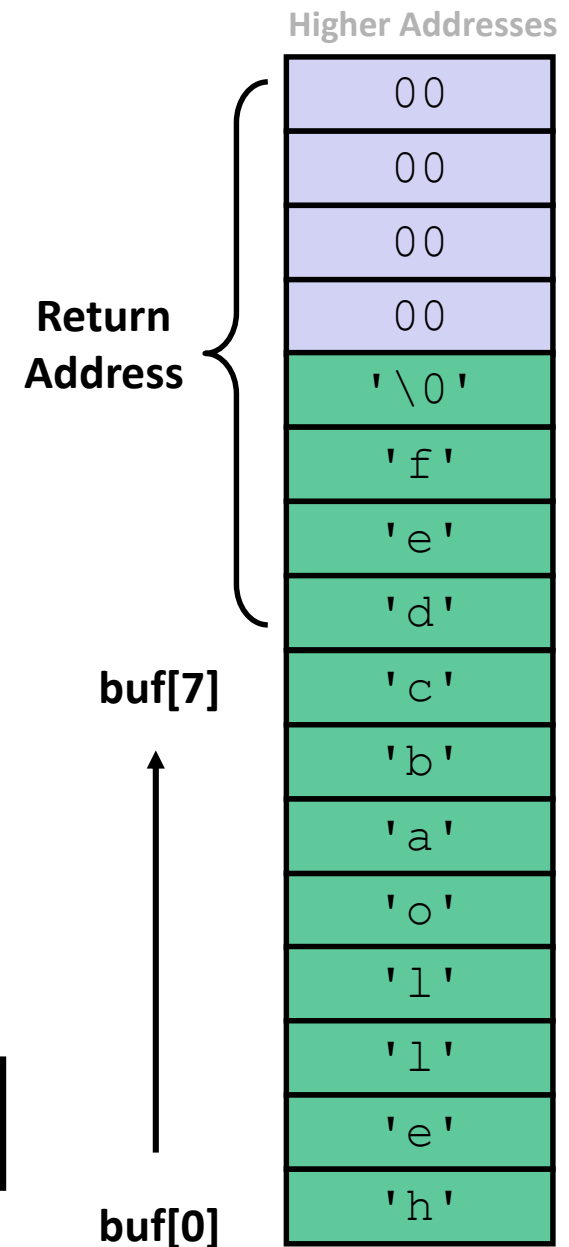 Higher Addresses
00
00
00
00
Return
Address
'\0'
'f'
'e'
'd'
buf[7]
'c'
'b'
'a'
'o'
'l'
'l'
'e'
buf[0]
'h'